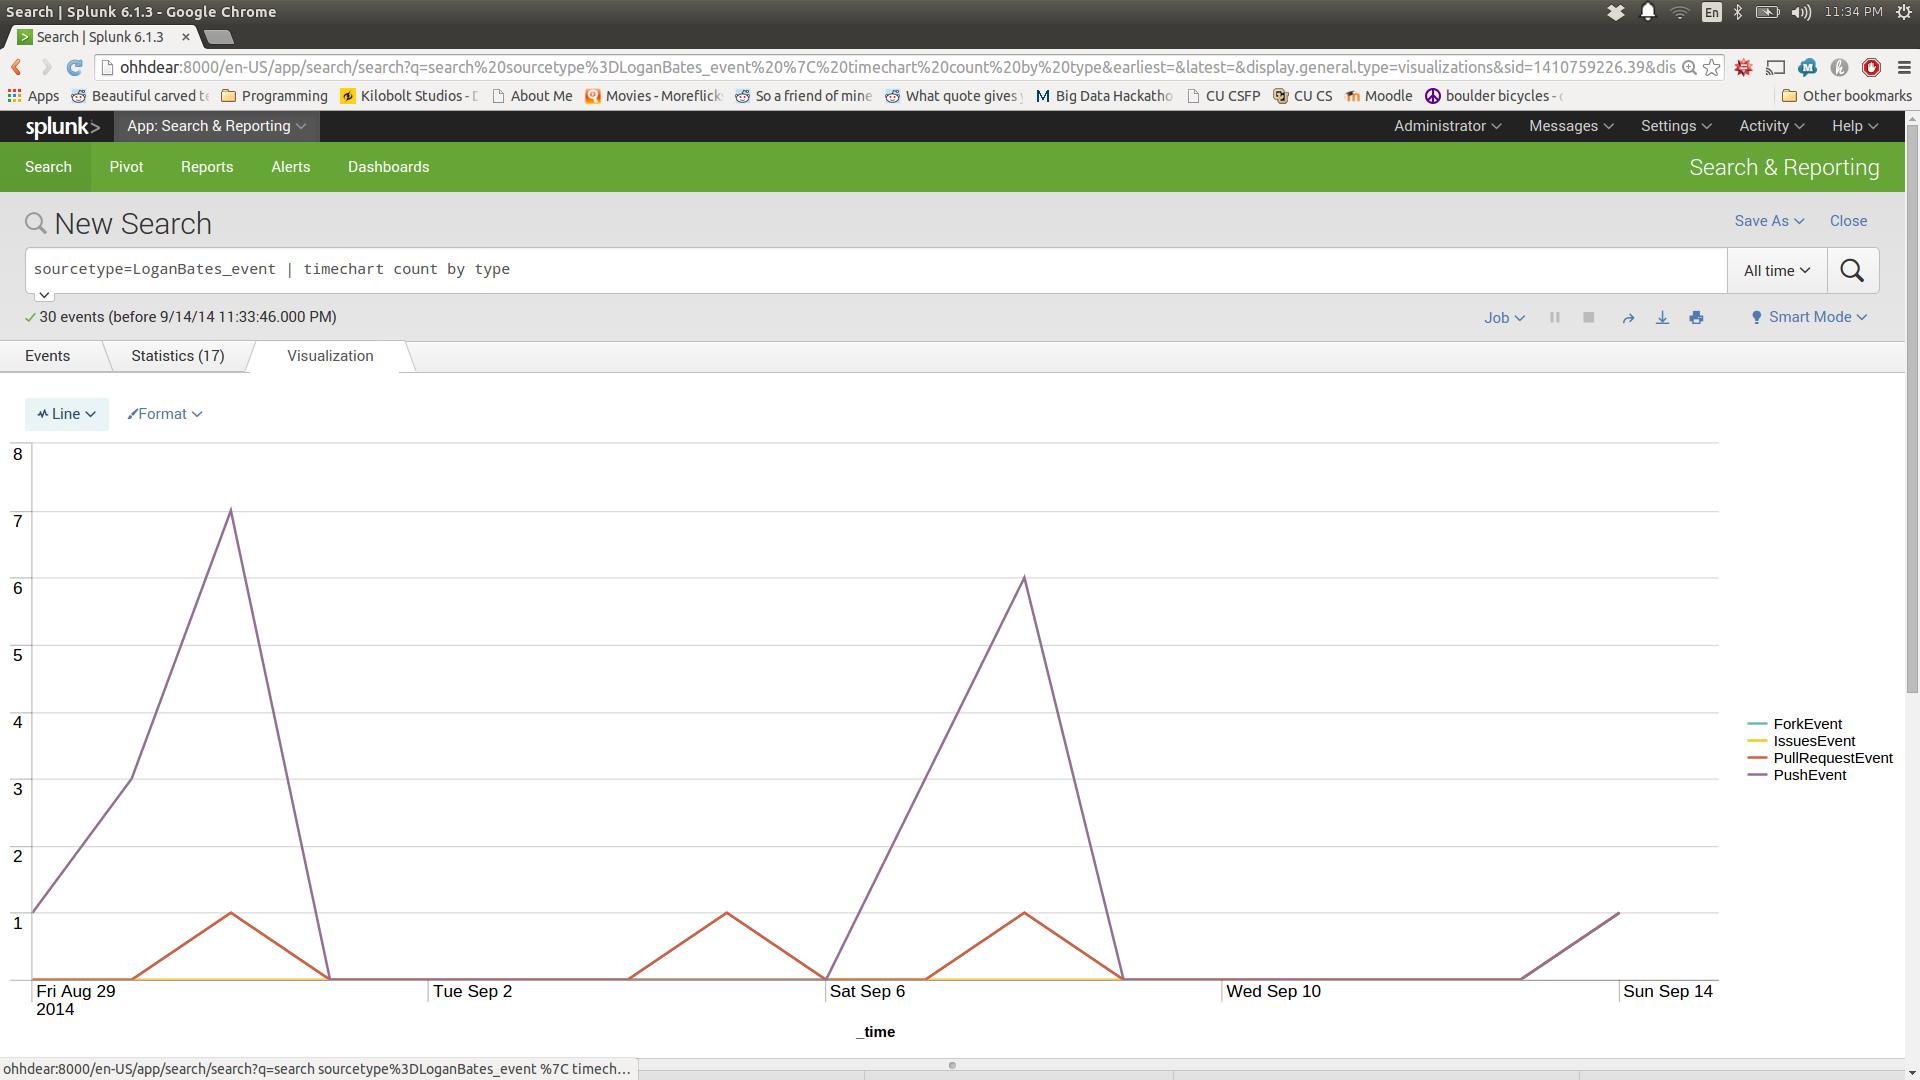 Search | Splunk 6.1.3 - Google Chrome
En
11:34 PM
Search | Splunk 6.1.3 ×
ohhdear:8000/en-US/app/search/search?q=search%20sourcetype%3DLoganBates_event%20%7C%20timechart%20count%20by%20type&earliest=&latest=&display.general.type=visualizations&sid=1410759226.39&dis
Apps Beautiful carved t Programming Kilobolt Studios - About Me Movies - Moreflick So a friend of mine What quote gives Big Data Hackatho CU CSFP CU CS Moodle boulder bicycles - Other bookmarks
splunk> App: Search & Reporting Administrator Messages Settings Activity Help
Search Pivot Reports Alerts Dashboards Search & Reporting
New Search Save As Close
sourcetype=LoganBates_event | timechart count by type All time
30 events (before 9/14/14 11:33:46.000 PM) Job Smart Mode
Events Statistics (17) Visualization
Line Format
8
7
6
5
4
3
2
1
ForkEvent
IssuesEvent
PullRequestEvent
PushEvent
Fri Aug 29 Tue Sep 2 Sat Sep 6 Wed Sep 10 Sun Sep 14
2014
_time
ohhdear:8000/en-US/app/search/search?q=search sourcetype%3DLoganBates_event %7C timech...